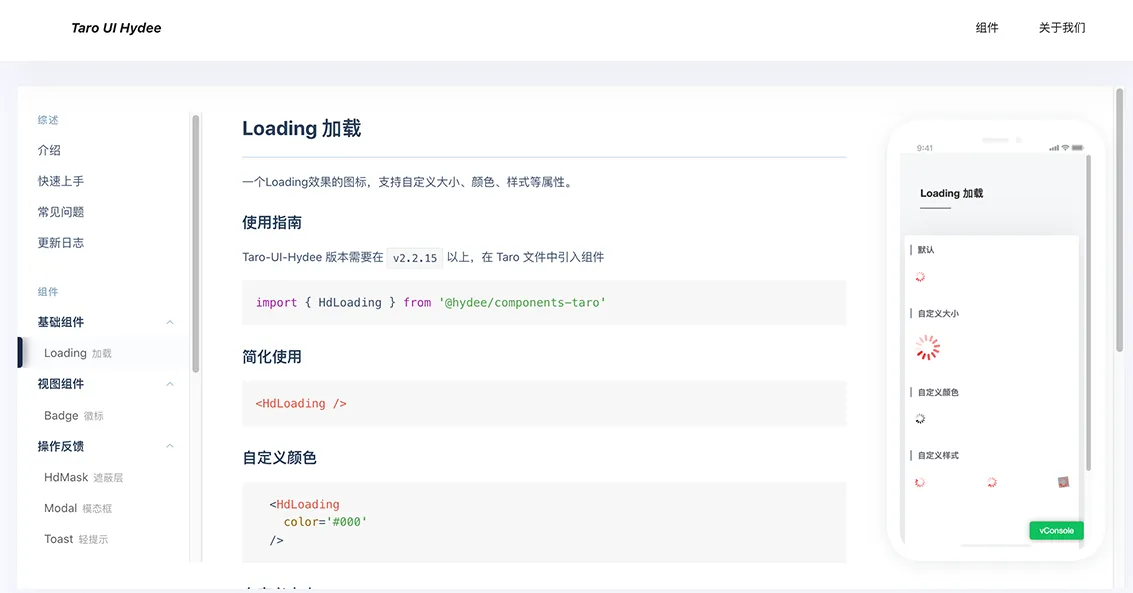 Taro UI Hydee
组件
关于我们
综述
介绍
快速上手
常见问题
更新日志
组件
基础组件
Loading 加载
视图组件
Badge 徽标
操作反馈
HdMask 遮蔽层
Modal 模态框
Toast 轻提示
Loading 加载
一个Loading效果的图标，支持自定义大小、颜色、样式等属性。
使用指南
Taro-UI-Hydee 版本需要在 v2.2.15 以上，在 Taro 文件中引入组件
import { HdLoading } from '@hydee/components-taro'
简化使用
<HdLoading />
自定义颜色
<HdLoading
color='#000'
/>
9:41
Loading 加载
默认
自定义大小
自定义颜色
自定义样式
vConsole